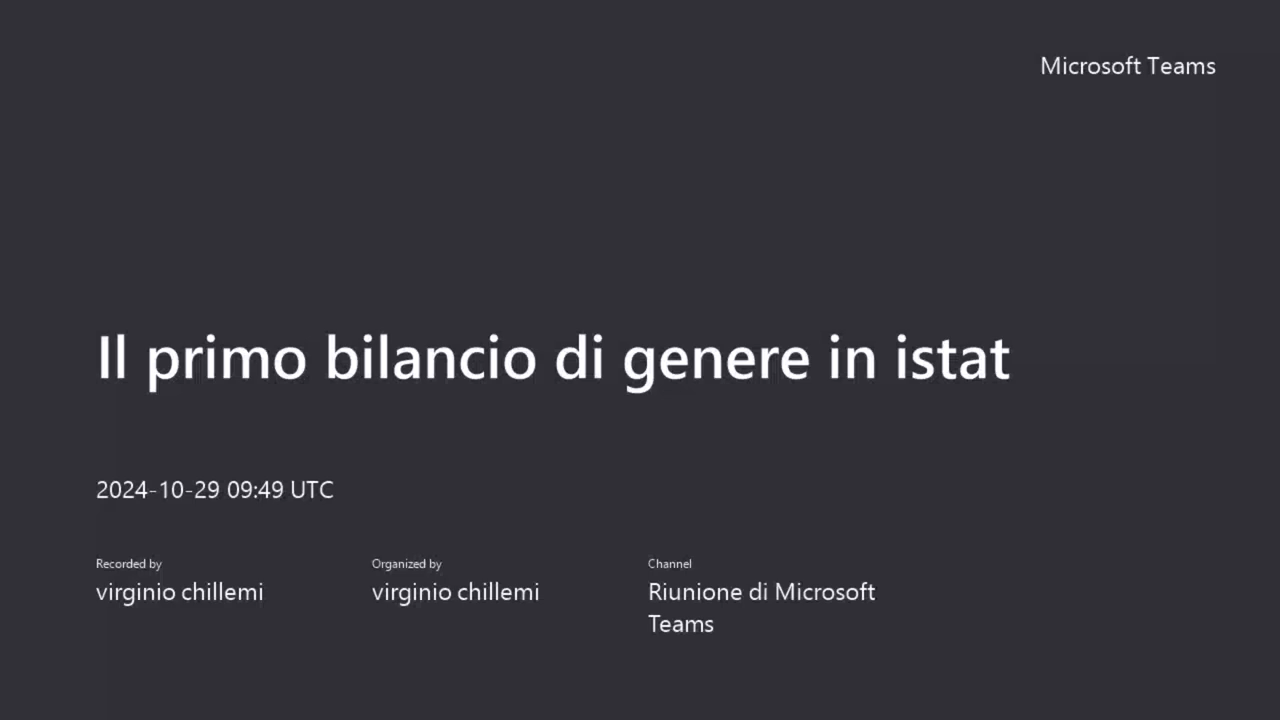 Microsoft Teams
Il primo bilancio di genere in istat
2024-10-29 09:49 UTC
Recorded by
virginio chillemi
Organized by
virginio chillemi
Channel
Riunione di Microsoft
Teams